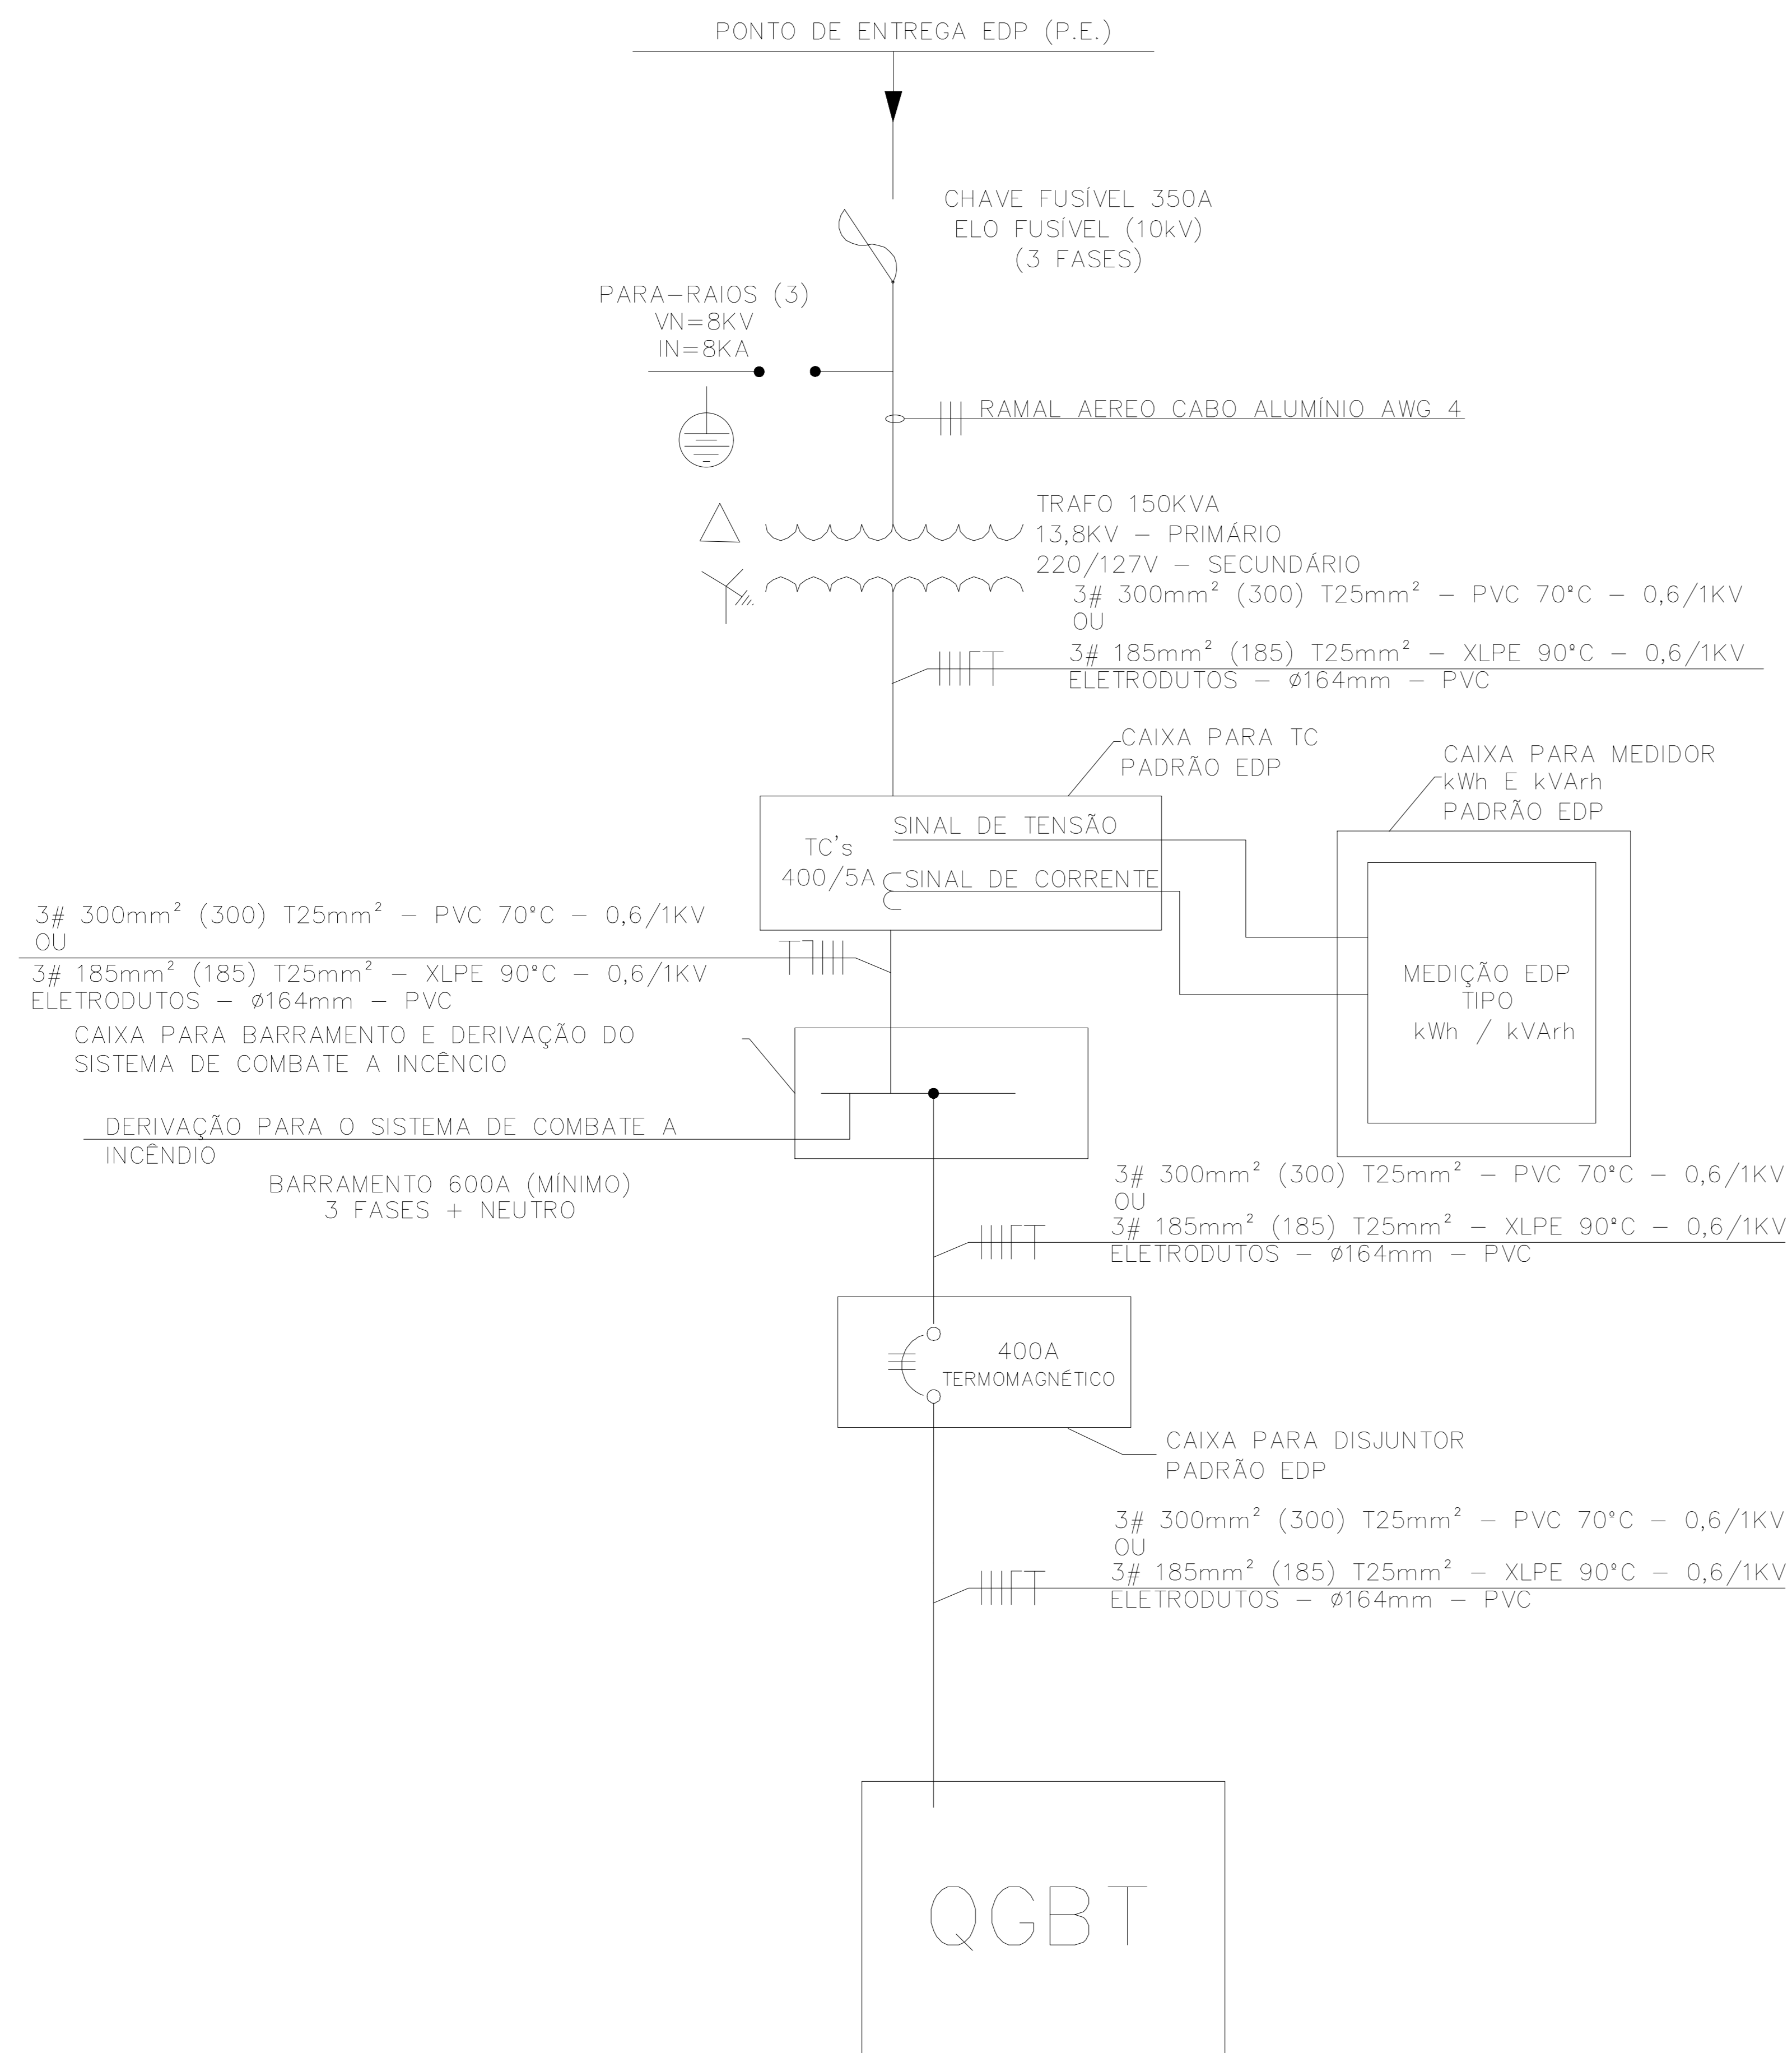 PONTO DE ENTREGA EDP (P.E.)
CHAVE FUSÍVEL 350A
ELO FUSÍVEL (10kV)
(3 FASES)
PARA-RAIOS (3)
VN=8KV
IN=8KA
RAMAL AEREO CABO ALUMÍNIO AWG 4
TRAFO 150KVA
13,8KV - PRIMÁRIO
220/127V - SECUNDÁRIO
3# 300mm² (300) T25mm² - PVC 70°C - 0,6/1KV
OU
3# 185mm² (185) T25mm² - XLPE 90°C - 0,6/1KV
ELETRODUTOS - ø164mm - PVC
CAIXA PARA TC
PADRÃO EDP
CAIXA PARA MEDIDOR
kWh E kVArh
PADRÃO EDP
SINAL DE TENSÃO
TC's
400/5A
SINAL DE CORRENTE
MEDIÇÃO EDP
TIPO
kWh / kVArh
3# 300mm² (300) T25mm² - PVC 70°C - 0,6/1KV
OU
3# 185mm² (185) T25mm² - XLPE 90°C - 0,6/1KV
ELETRODUTOS - ø164mm - PVC
CAIXA PARA BARRAMENTO E DERIVAÇÃO DO
SISTEMA DE COMBATE A INCÊNCIO
DERIVAÇÃO PARA O SISTEMA DE COMBATE A
INCÊNDIO
BARRAMENTO 600A (MÍNIMO)
3 FASES + NEUTRO
3# 300mm² (300) T25mm² - PVC 70°C - 0,6/1KV
OU
3# 185mm² (185) T25mm² - XLPE 90°C - 0,6/1KV
ELETRODUTOS - ø164mm - PVC
400A
TERMOMAGNÉTICO
CAIXA PARA DISJUNTOR
PADRÃO EDP
3# 300mm² (300) T25mm² - PVC 70°C - 0,6/1KV
OU
3# 185mm² (185) T25mm² - XLPE 90°C - 0,6/1KV
ELETRODUTOS - ø164mm - PVC
QGBT